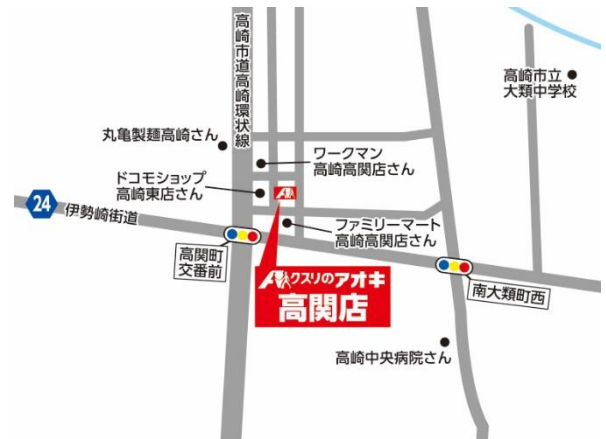 高崎市道高崎環状線
高崎市立
大類中学校
丸亀製麺高崎さん
ワークマン
高崎高関店さん
ドコモショップ
高崎東店さん
24
伊勢崎街道
ファミリーマート
高崎高関店さん
高関町
交番前
クスリのアオキ
高関店
南大類町西
高崎中央病院さん